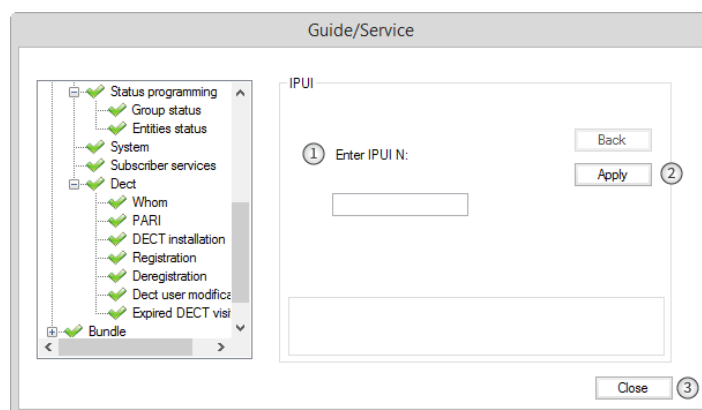 Guide/Service
Status programming
Group status
Entities status
System
Subscriber services
Dect
Whom
PARI
DECT installation
Registration
Deregistration
Dect user modifica
Expired DECT visi
Bundle
IPUI
1 Enter IPUI N:
Back
Apply 2
Close 3